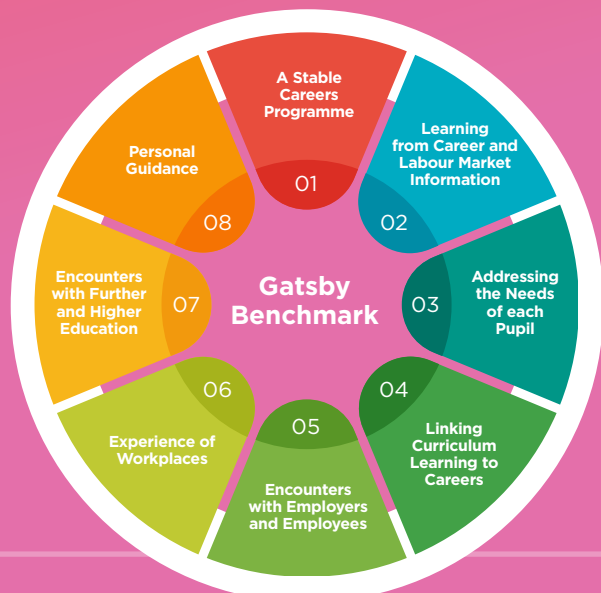 A Stable
Careers
Programme
01
Learning
from Career and
Labour Market
Information
02
Addressing
the Needs
of each
Pupil
03
Linking
Curriculum
Learning to
Careers
04
Encounters
with Employers
and Employees
05
Experience of
Workplaces
06
Encounters
with Further
and Higher
Education
07
Personal
Guidance
08
Gatsby
Benchmark